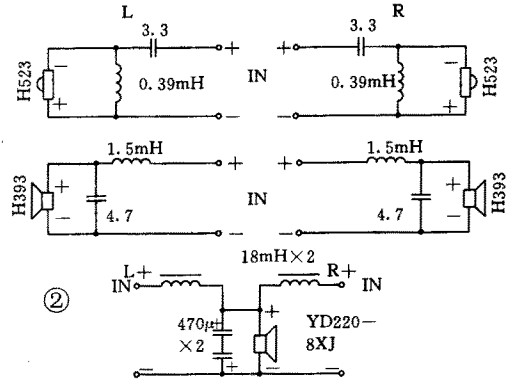 L R
3.3 3.3
− + + −
H523 0.39mH IN 0.39mH H523
+ − − +
1.5mH 1.5mH
+ +
H393 + IN + H393
− 4.7 4.7 −
− −
18mH×2
L+ R+
IN IN
② + +
470μ YD220−
×2 8XJ
+
− −